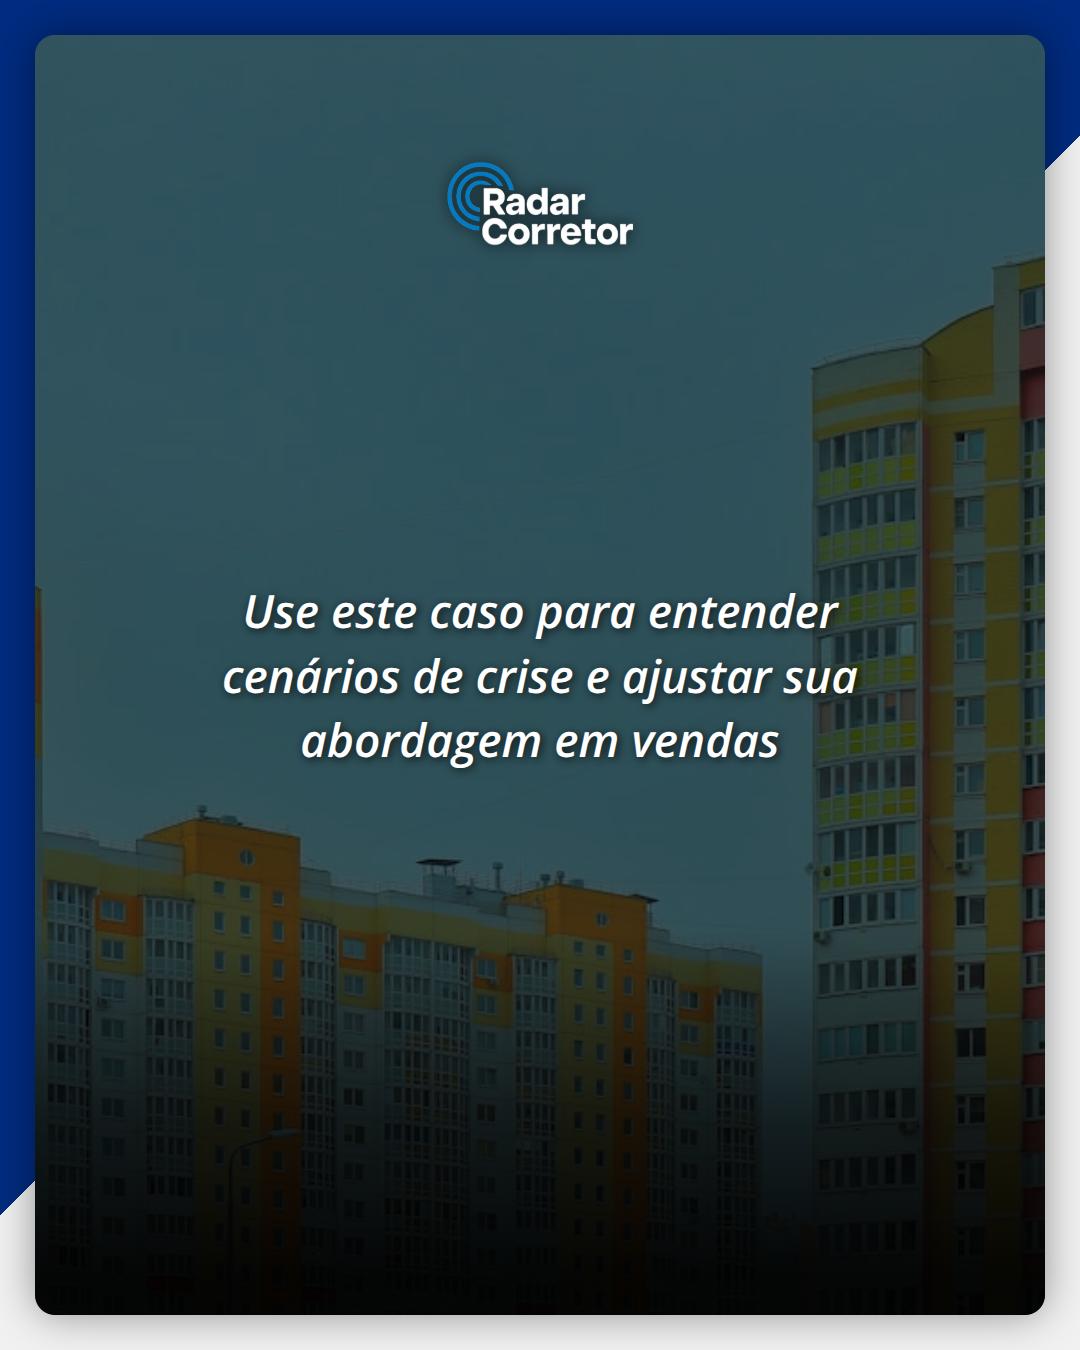 Radar
Corretor
Use este caso para entender
cenários de crise e ajustar sua
abordagem em vendas